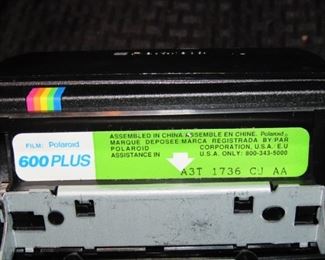 FILM: Polaroid
600 PLUS
ASSEMBLED IN CHINA ASSEMBLE EN CHINE. Polaroid®
MARQUE DEPOSEE/MARCA REGISTRADA BY/PAR
POLAROID CORPORATION, U.S.A./E.U
ASSISTANCE IN U.S.A. ONLY: 800-343-5000
A3T 1736 CJ AA